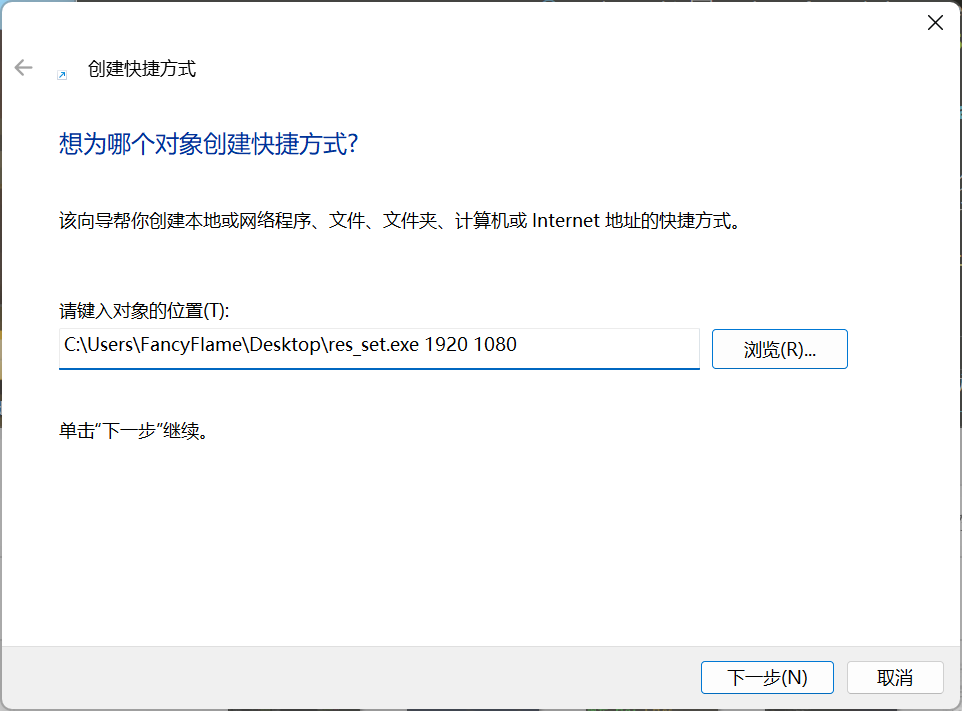 创建快捷方式
想为哪个对象创建快捷方式?
该向导帮你创建本地或网络程序、文件、文件夹、计算机或 Internet 地址的快捷方式。
请键入对象的位置(T):
C:\Users\FancyFlame\Desktop\res_set.exe 1920 1080
浏览(R)...
单击“下一步”继续。
下一步(N)
取消